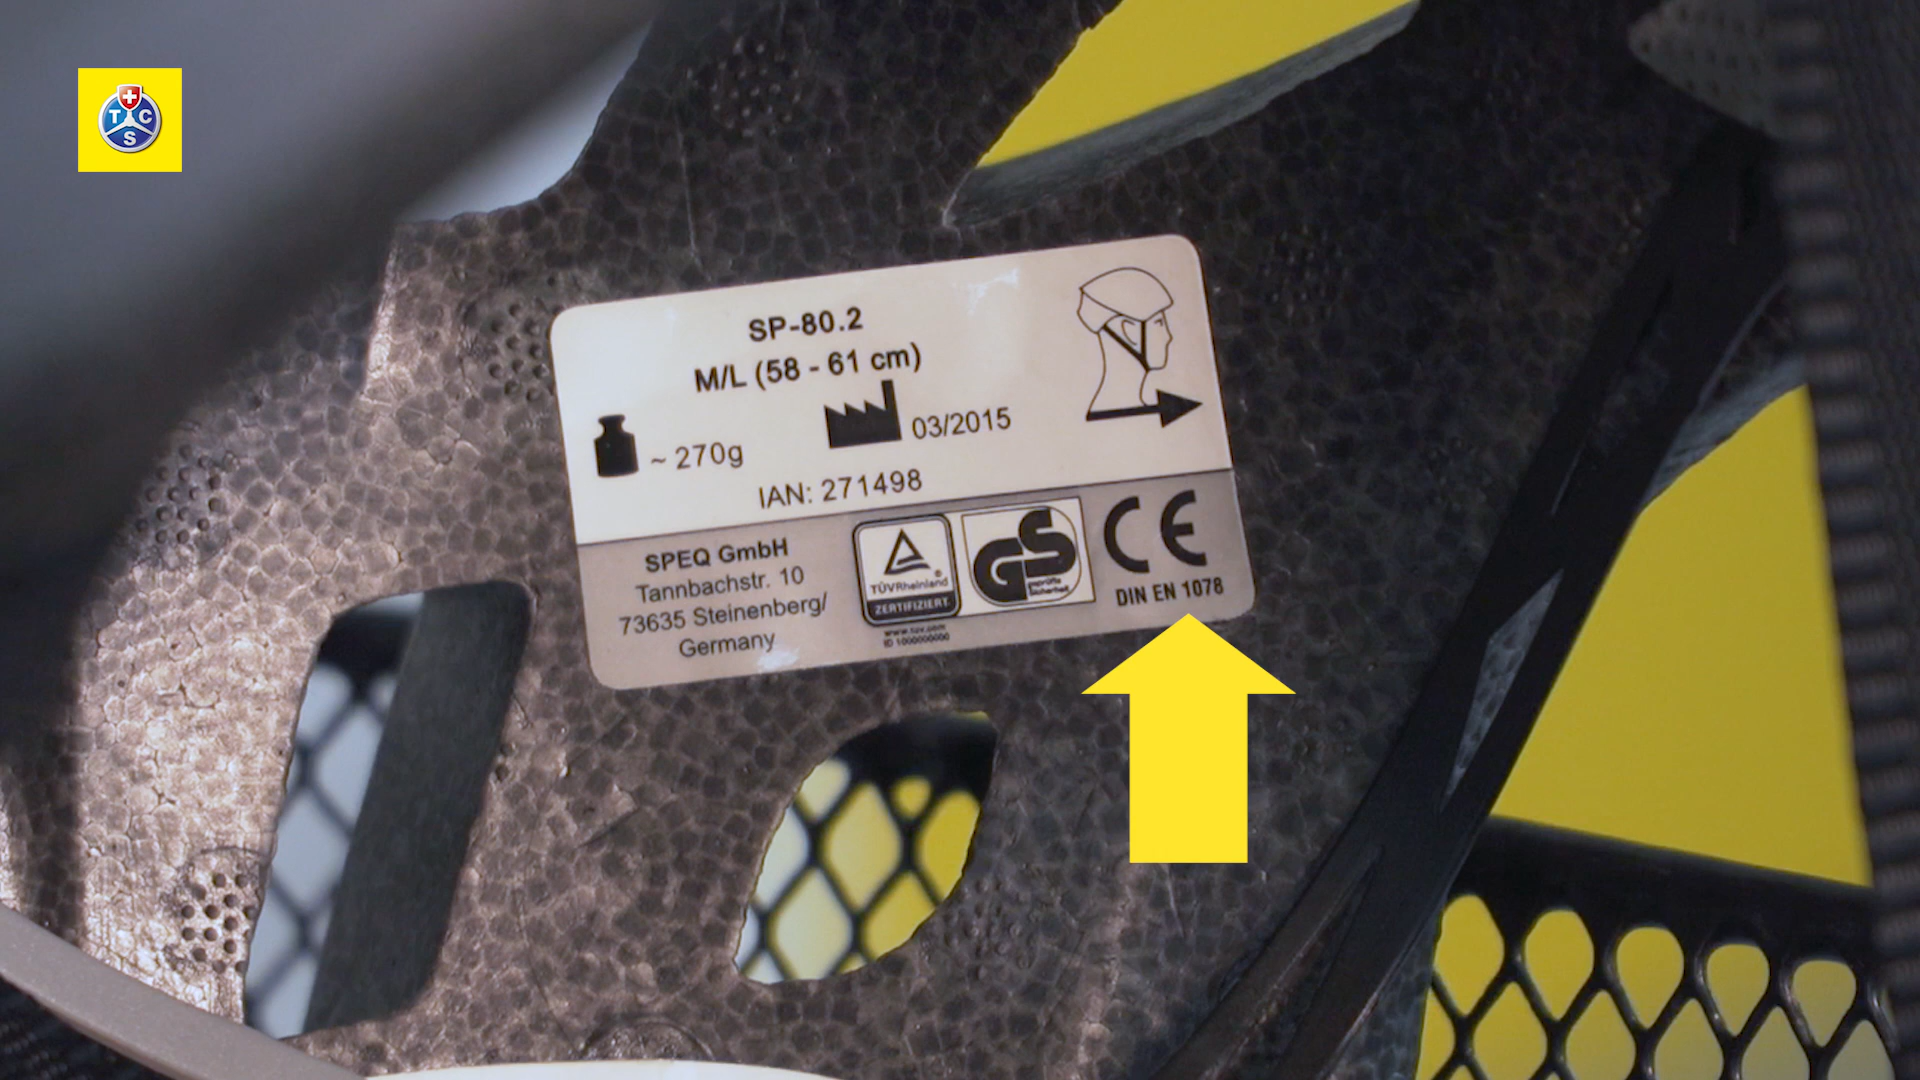 TCS
SP-80.2
M/L (58 - 61 cm)
~ 270g
03/2015
IAN: 271498
SPEQ GmbH
Tannbachstr. 10
73635 Steinenberg/
Germany
TÜVRheinland®
ZERTIFIZIERT
www.tuv.com
ID 1000000000
GS
geprüfte
Sicherheit
CE
DIN EN 1078